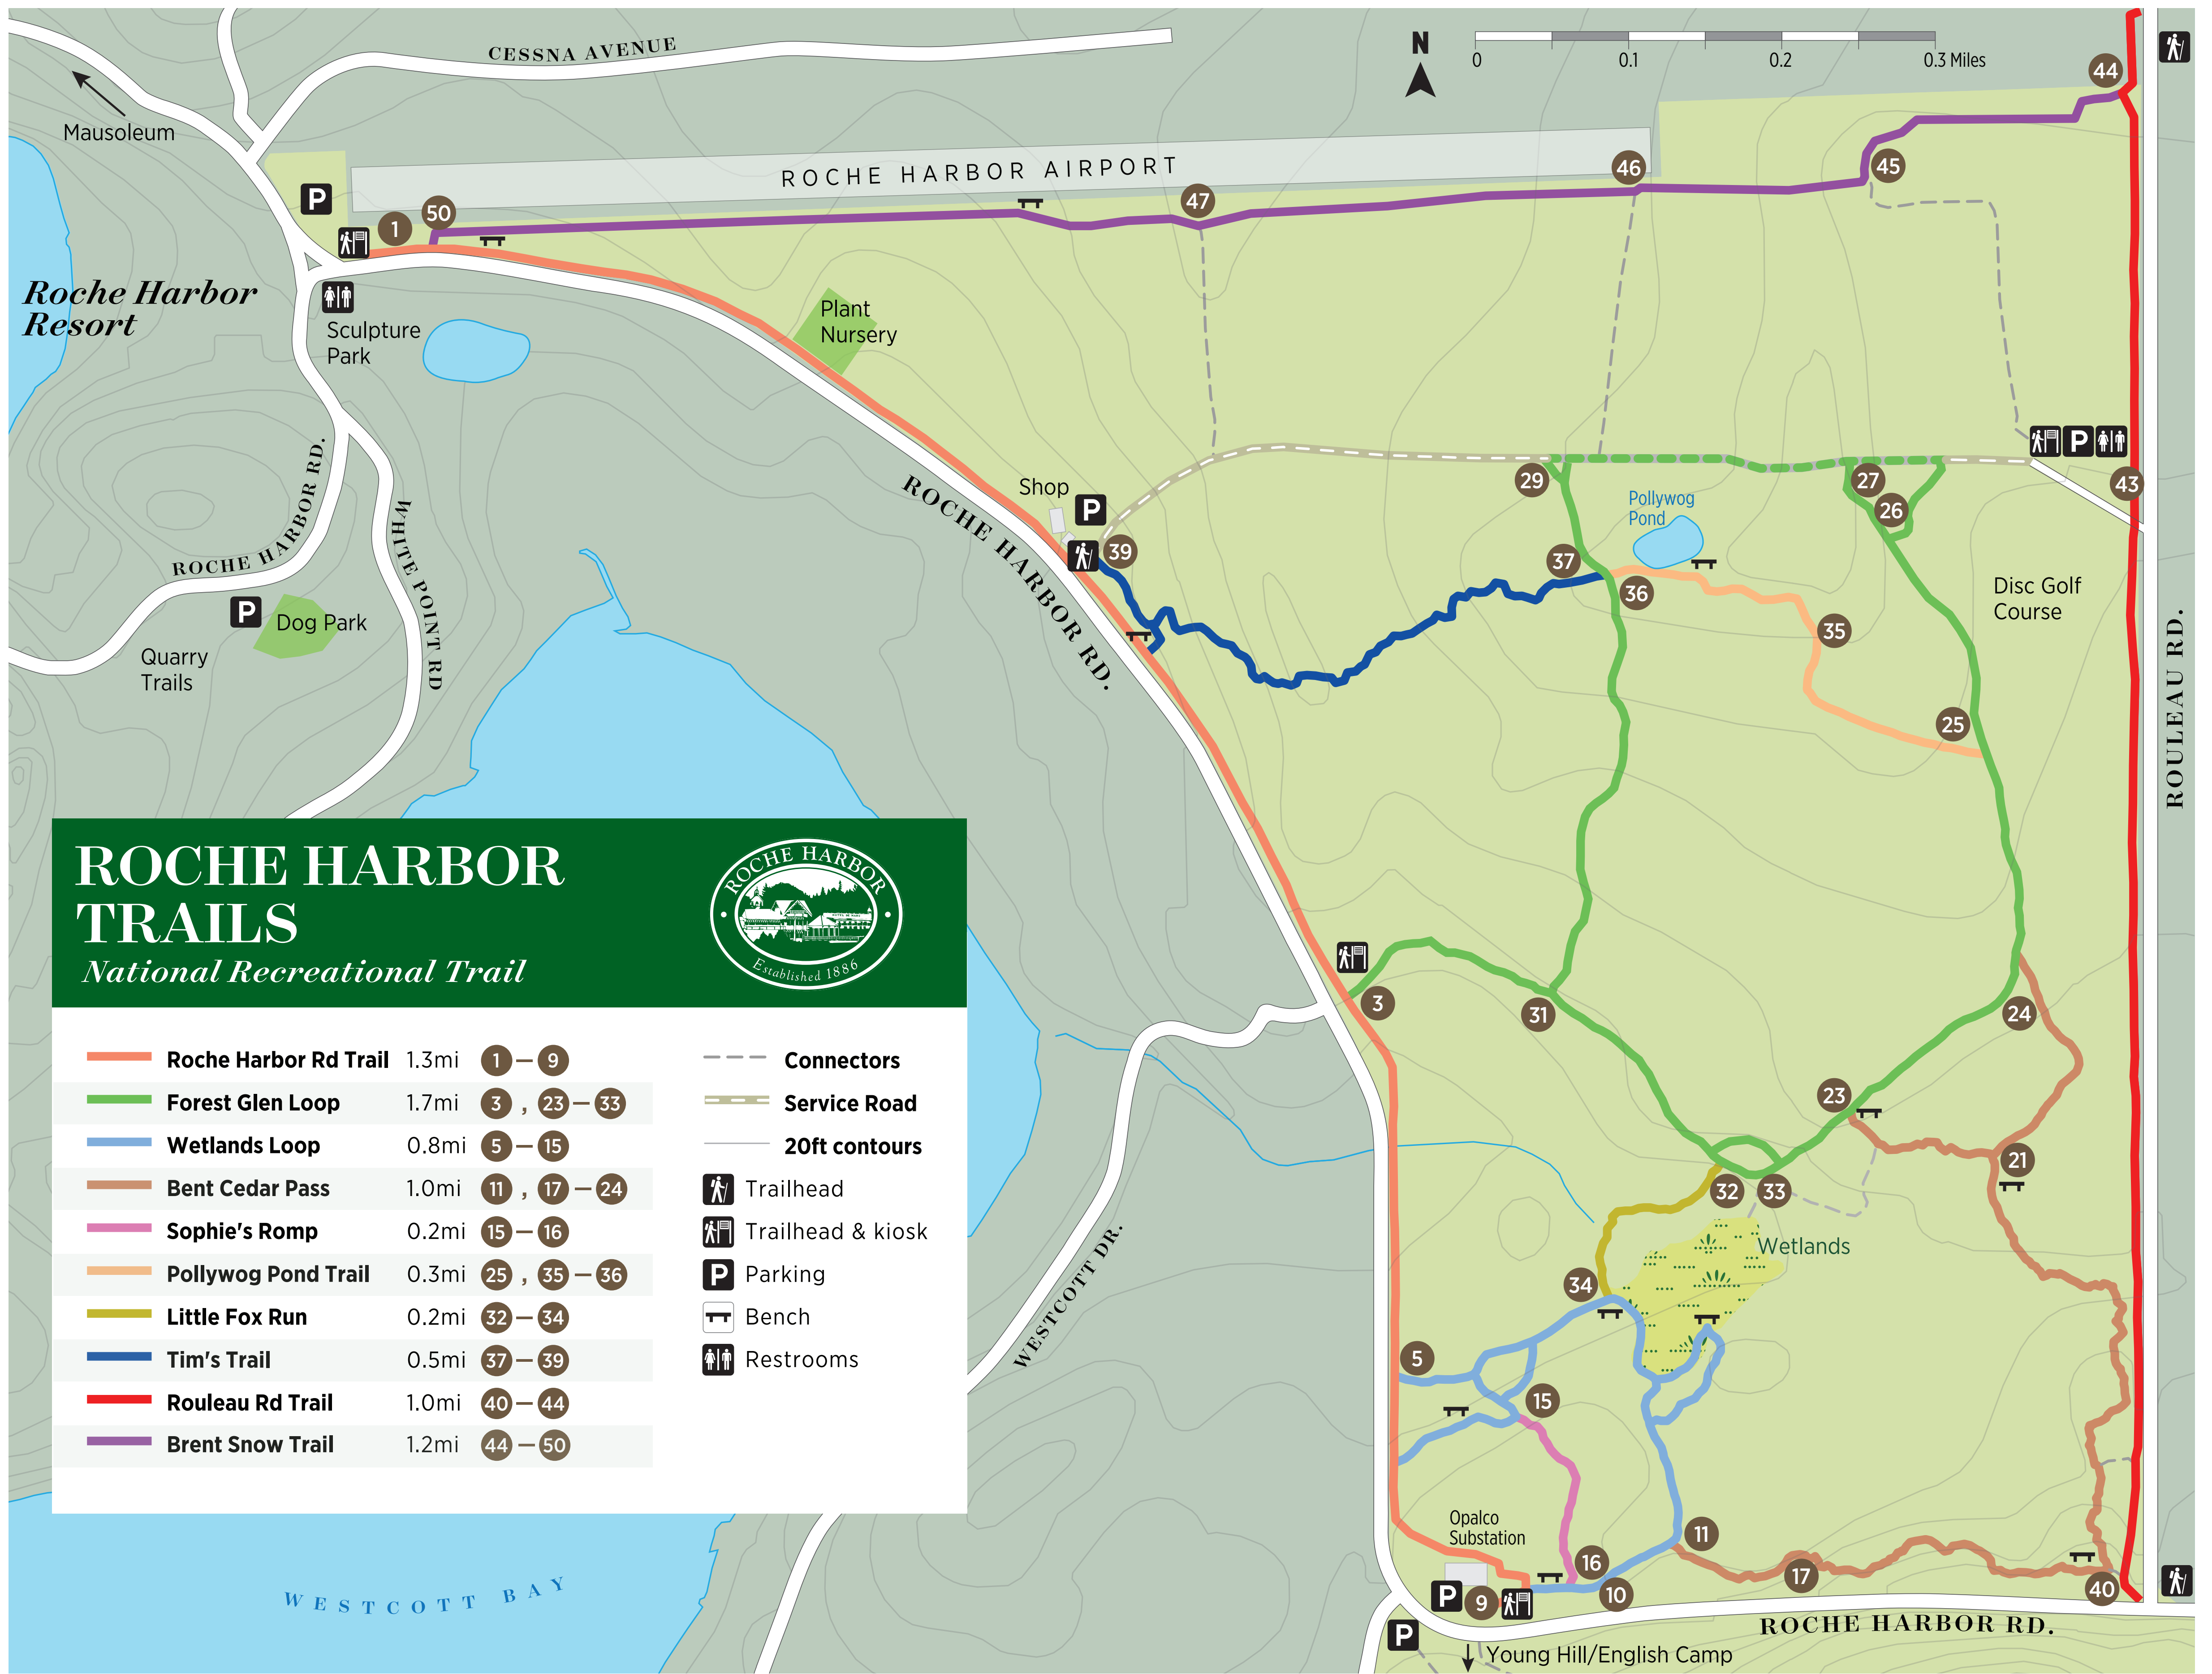 CESSNA AVENUE
N
0 0.1 0.2 0.3 Miles
44
Mausoleum
ROCHE HARBOR AIRPORT
46
45
P
50
47
1
Roche Harbor
Resort
Sculpture
Park
Plant
Nursery
ROCHE HARBOR RD.
WHITE POINT RD
Shop
P
39
29
27
26
Pollywog
Pond
P
43
37
36
35
25
Disc Golf
Course
ROULEAU RD.
ROCHE HARBOR RD.
P
Dog Park
Quarry
Trails
ROCHE HARBOR
TRAILS
National Recreational Trail
ROCHE HARBOR
Established 1886
Roche Harbor Rd Trail 1.3mi 1 – 9
Forest Glen Loop 1.7mi 3 , 23 – 33
Wetlands Loop 0.8mi 5 – 15
Bent Cedar Pass 1.0mi 11 , 17 – 24
Sophie's Romp 0.2mi 15 – 16
Pollywog Pond Trail 0.3mi 25 , 35 – 36
Little Fox Run 0.2mi 32 – 34
Tim's Trail 0.5mi 37 – 39
Rouleau Rd Trail 1.0mi 40 – 44
Brent Snow Trail 1.2mi 44 – 50
Connectors
Service Road
20ft contours
Trailhead
Trailhead & kiosk
P Parking
Bench
Restrooms
3
31
24
23
21
32
33
Wetlands
34
WESTCOTT DR.
5
15
Opalco
Substation
11
16
17
10
P
9
40
ROCHE HARBOR RD.
P
Young Hill/English Camp
WESTCOTT BAY